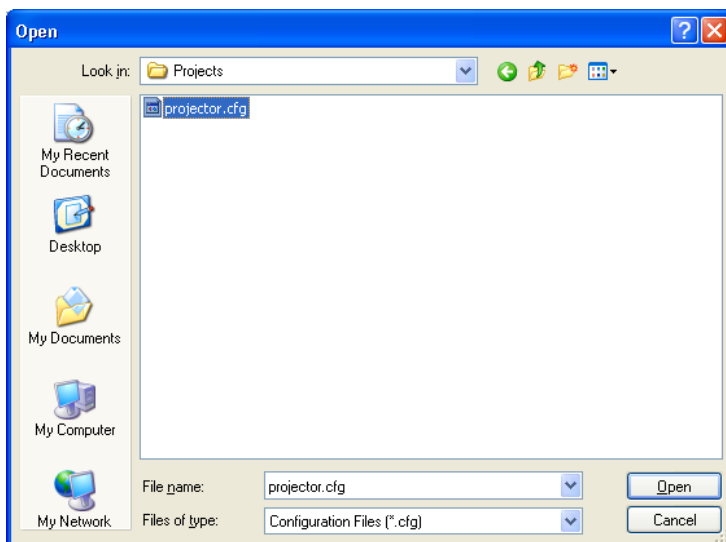 Open
Look in:
Projects
projector.cfg
My Recent
Documents
Desktop
My Documents
My Computer
My Network
File name:
projector.cfg
Open
Files of type:
Configuration Files (*.cfg)
Cancel